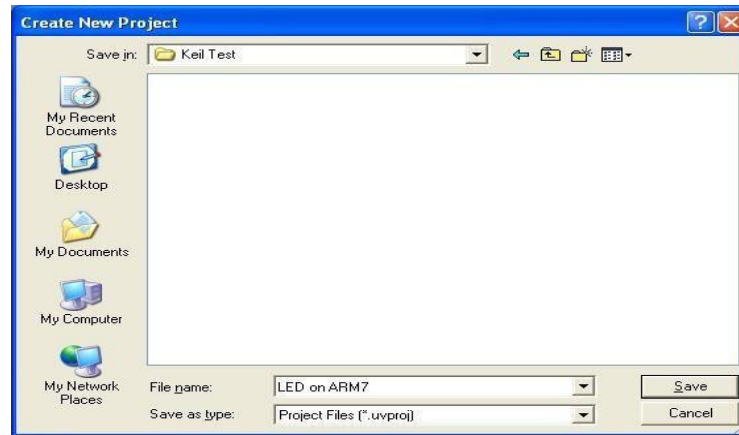 Create New Project
Save in:
Keil Test
My Recent
Documents
Desktop
My Documents
My Computer
My Network
Places
File name:
LED on ARM7
Save
Save as type:
Project Files (*.uvproj)
Cancel